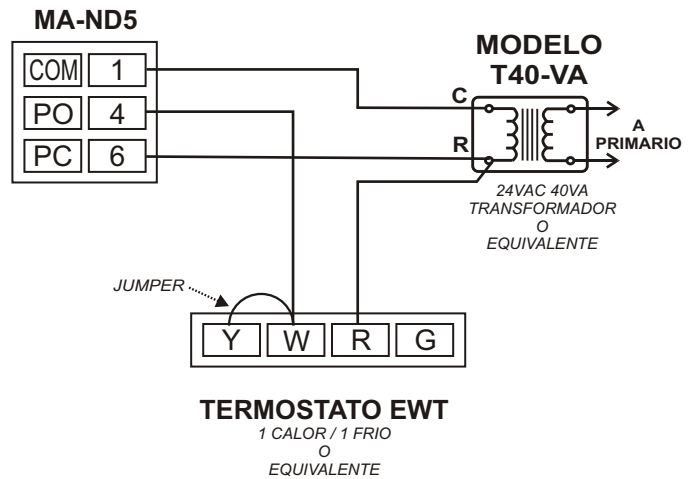 MA-ND5
COM 1
PO 4
PC 6
MODELO
T40-VA
C
R
A
PRIMARIO
24VAC 40VA
TRANSFORMADOR
O
EQUIVALENTE
JUMPER
Y W R G
TERMOSTATO EWT
1 CALOR / 1 FRIO
O
EQUIVALENTE